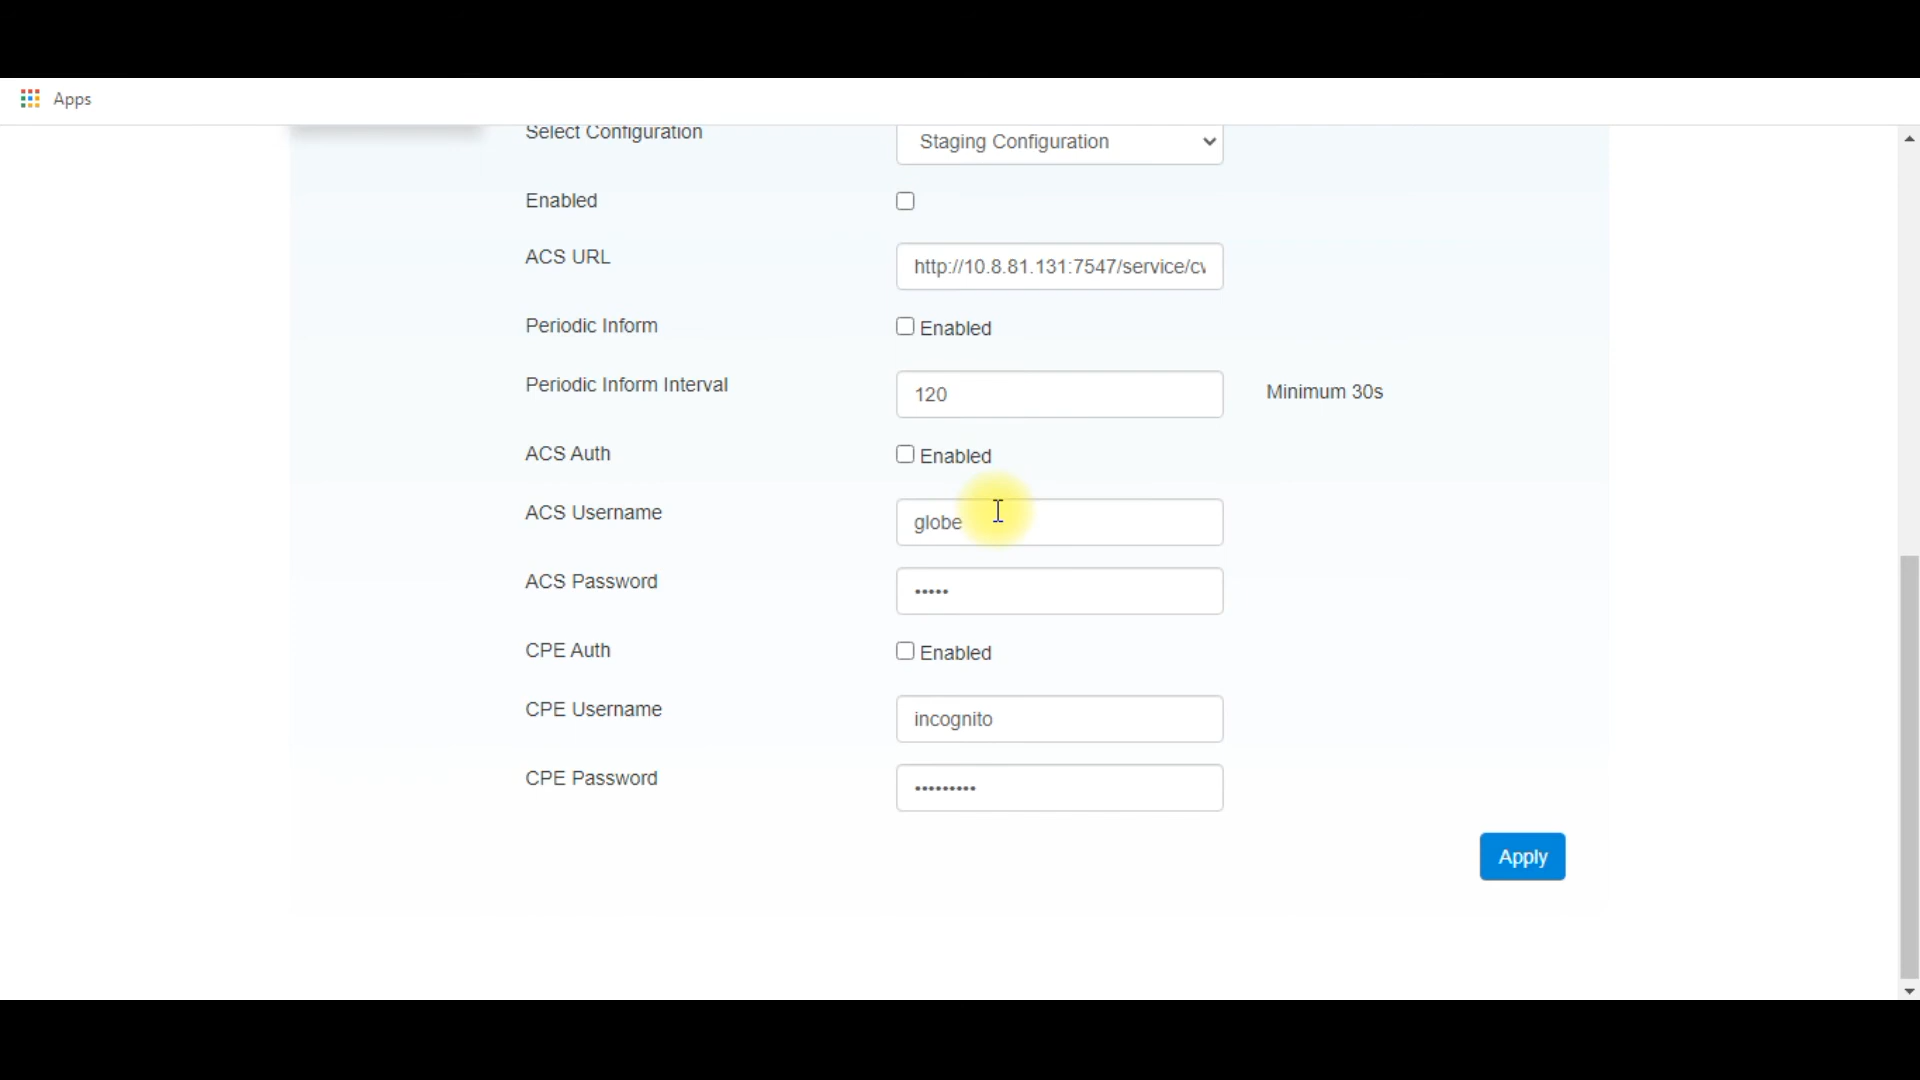 Apps
Select Configuration
Staging Configuration
Enabled
ACS URL
http://10.8.81.131:7547/service/cw
Periodic Inform
Enabled
Periodic Inform Interval
120
Minimum 30s
ACS Auth
Enabled
ACS Username
globe
ACS Password
•••••
CPE Auth
Enabled
CPE Username
incognito
CPE Password
•••••••••
Apply